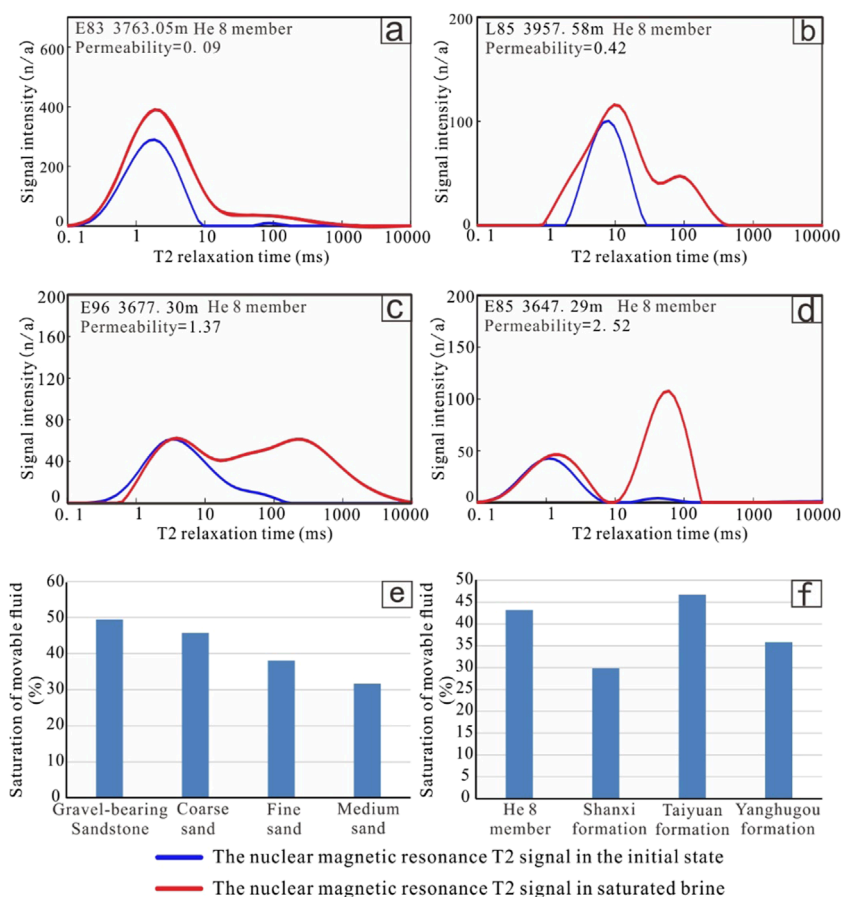 E83 3763.05m He 8 member
Permeability=0.09
a
Signal intensity (n/a)
600
400
200
0
0.1 1 10 100 1000 10000
T2 relaxation time (ms)
L85 3957.58m He 8 member
Permeability=0.42
b
Signal intensity (n/a)
200
100
0
0.1 1 10 100 1000 10000
T2 relaxation time (ms)
E96 3677.30m He 8 member
Permeability=1.37
c
Signal intensity (n/a)
200
160
120
80
40
0
0.1 1 10 100 1000 10000
T2 relaxation time (ms)
E85 3647.29m He 8 member
Permeability=2.52
d
Signal intensity (n/a)
200
150
100
50
0
0.1 1 10 100 1000 10000
T2 relaxation time (ms)
e
Saturation of movable fluid
(%)
60
50
40
30
20
10
0
Gravel-bearing Sandstone
Coarse sand
Fine sand
Medium sand
f
Saturation of movable fluid
(%)
50
45
40
35
30
25
20
15
10
5
0
He 8 member
Shanxi formation
Taiyuan formation
Yanghugou formation
The nuclear magnetic resonance T2 signal in the initial state
The nuclear magnetic resonance T2 signal in saturated brine